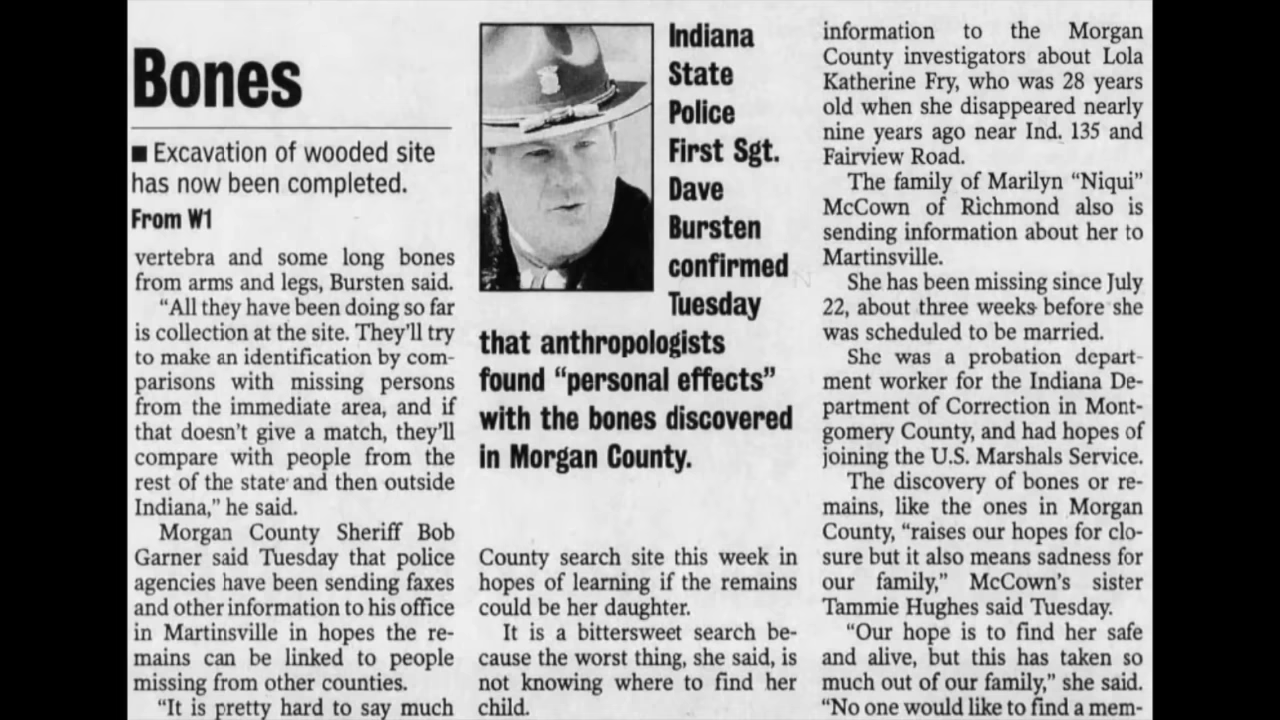 Bones
■ Excavation of wooded site
has now been completed.
From W1
vertebra and some long bones
from arms and legs, Bursten said.
“All they have been doing so far
is collection at the site. They’ll try
to make an identification by com-
parisons with missing persons
from the immediate area, and if
that doesn’t give a match, they’ll
compare with people from the
rest of the state and then outside
Indiana,” he said.
Morgan County Sheriff Bob
Garner said Tuesday that police
agencies have been sending faxes
and other information to his office
in Martinsville in hopes the re-
mains can be linked to people
missing from other counties.
“It is pretty hard to say much
Indiana
State
Police
First Sgt.
Dave
Bursten
confirmed
Tuesday
that anthropologists
found “personal effects”
with the bones discovered
in Morgan County.
County search site this week in
hopes of learning if the remains
could be her daughter.
It is a bittersweet search be-
cause the worst thing, she said, is
not knowing where to find her
child.
information to the Morgan
County investigators about Lola
Katherine Fry, who was 28 years
old when she disappeared nearly
nine years ago near Ind. 135 and
Fairview Road.
The family of Marilyn “Niqui”
McCown of Richmond also is
sending information about her to
Martinsville.
She has been missing since July
22, about three weeks before she
was scheduled to be married.
She was a probation depart-
ment worker for the Indiana De-
partment of Correction in Mont-
gomery County, and had hopes of
joining the U.S. Marshals Service.
The discovery of bones or re-
mains, like the ones in Morgan
County, “raises our hopes for clo-
sure but it also means sadness for
our family,” McCown’s sister
Tammie Hughes said Tuesday.
“Our hope is to find her safe
and alive, but this has taken so
much out of our family,” she said.
“No one would like to find a mem-